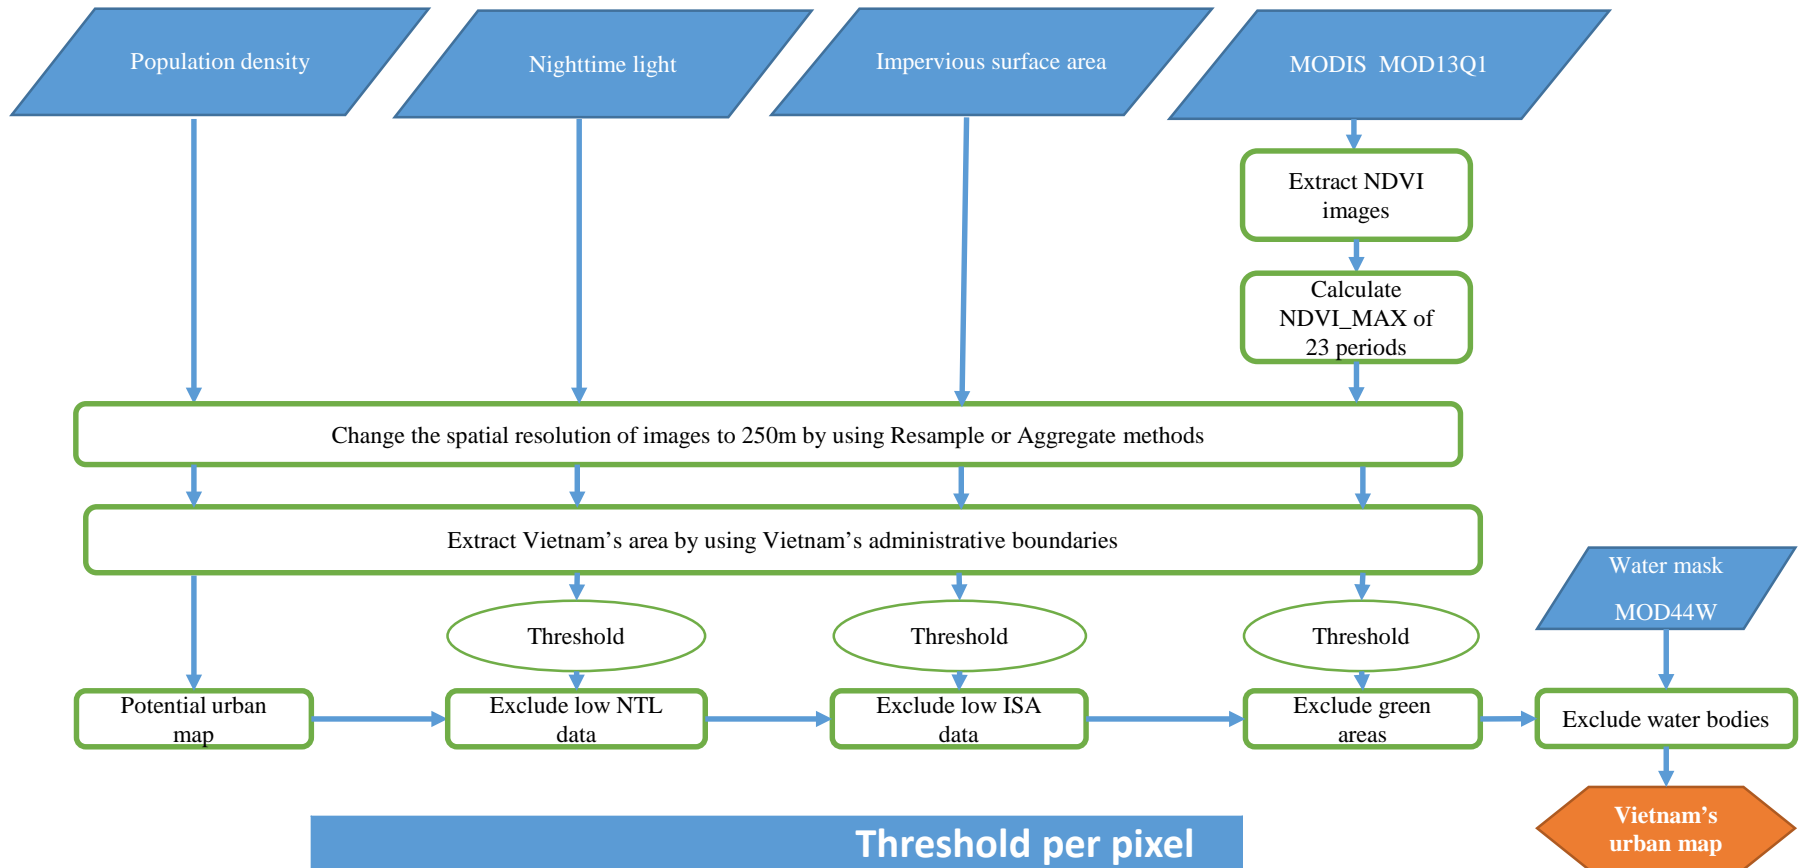 Population density
Nighttime light
Impervious surface area
MODIS MOD13Q1
Extract NDVI
images
Calculate
NDVI_MAX of
23 periods
Change the spatial resolution of images to 250m by using Resample or Aggregate methods
Extract Vietnam’s area by using Vietnam’s administrative boundaries
Water mask
MOD44W
Threshold
Threshold
Threshold
Potential urban
map
Exclude low NTL
data
Exclude low ISA
data
Exclude green
areas
Exclude water bodies
Vietnam’s
urban map
Threshold per pixel